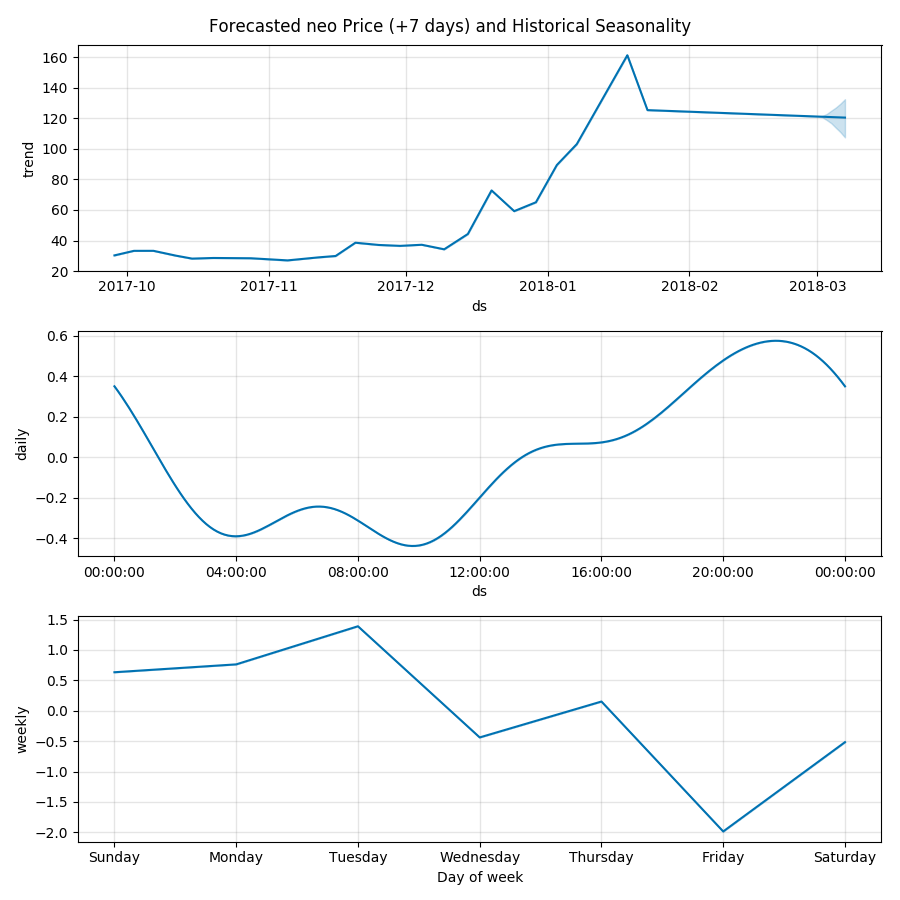 Forecasted neo Price (+7 days) and Historical Seasonality
160
140
120
100
80
60
40
20
trend
2017-10 2017-11 2017-12 2018-01 2018-02 2018-03
ds
0.6
0.4
0.2
0.0
−0.2
−0.4
daily
00:00:00 04:00:00 08:00:00 12:00:00 16:00:00 20:00:00 00:00:00
ds
1.5
1.0
0.5
0.0
−0.5
−1.0
−1.5
−2.0
weekly
Sunday Monday Tuesday Wednesday Thursday Friday Saturday
Day of week